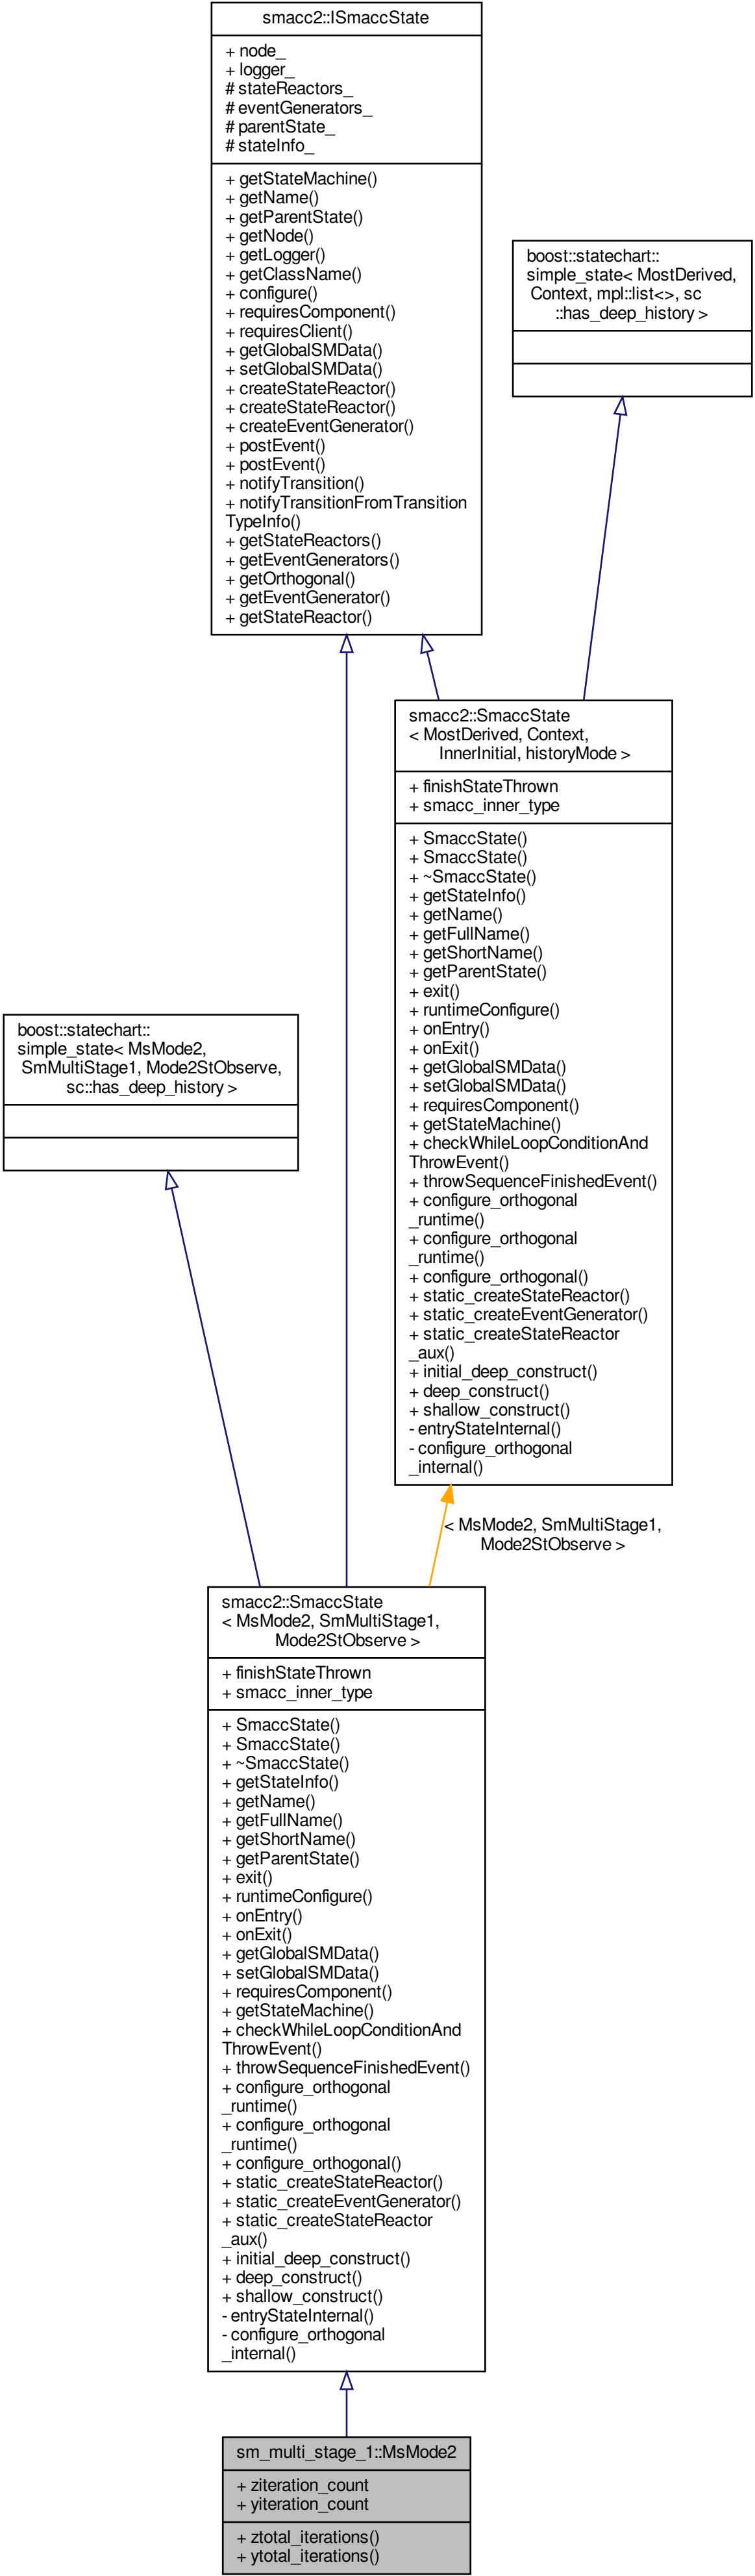 smacc2::ISmaccState
+ node_
+ logger_
# stateReactors_
# eventGenerators_
# parentState_
# stateInfo_
+ getStateMachine()
+ getName()
+ getParentState()
+ getNode()
+ getLogger()
+ getClassName()
+ configure()
+ requiresComponent()
+ requiresClient()
+ getGlobalSMData()
+ setGlobalSMData()
+ createStateReactor()
+ createStateReactor()
+ createEventGenerator()
+ postEvent()
+ postEvent()
+ notifyTransition()
+ notifyTransitionFromTransition
TypeInfo()
+ getStateReactors()
+ getEventGenerators()
+ getOrthogonal()
+ getEventGenerator()
+ getStateReactor()
boost::statechart::
simple_state< MostDerived,
Context, mpl::list<>, sc
::has_deep_history >
smacc2::SmaccState
< MostDerived, Context,
InnerInitial, historyMode >
+ finishStateThrown
+ smacc_inner_type
+ SmaccState()
+ SmaccState()
+ ~SmaccState()
+ getStateInfo()
+ getName()
+ getFullName()
+ getShortName()
+ getParentState()
+ exit()
+ runtimeConfigure()
+ onEntry()
+ onExit()
+ getGlobalSMData()
+ setGlobalSMData()
+ requiresComponent()
+ getStateMachine()
+ checkWhileLoopConditionAnd
ThrowEvent()
+ throwSequenceFinishedEvent()
+ configure_orthogonal
_runtime()
+ configure_orthogonal
_runtime()
+ configure_orthogonal()
+ static_createStateReactor()
+ static_createEventGenerator()
+ static_createStateReactor
_aux()
+ initial_deep_construct()
+ deep_construct()
+ shallow_construct()
- entryStateInternal()
- configure_orthogonal
_internal()
boost::statechart::
simple_state< MsMode2,
SmMultiStage1, Mode2StObserve,
sc::has_deep_history >
< MsMode2, SmMultiStage1,
Mode2StObserve >
smacc2::SmaccState
< MsMode2, SmMultiStage1,
Mode2StObserve >
+ finishStateThrown
+ smacc_inner_type
+ SmaccState()
+ SmaccState()
+ ~SmaccState()
+ getStateInfo()
+ getName()
+ getFullName()
+ getShortName()
+ getParentState()
+ exit()
+ runtimeConfigure()
+ onEntry()
+ onExit()
+ getGlobalSMData()
+ setGlobalSMData()
+ requiresComponent()
+ getStateMachine()
+ checkWhileLoopConditionAnd
ThrowEvent()
+ throwSequenceFinishedEvent()
+ configure_orthogonal
_runtime()
+ configure_orthogonal
_runtime()
+ configure_orthogonal()
+ static_createStateReactor()
+ static_createEventGenerator()
+ static_createStateReactor
_aux()
+ initial_deep_construct()
+ deep_construct()
+ shallow_construct()
- entryStateInternal()
- configure_orthogonal
_internal()
sm_multi_stage_1::MsMode2
+ ziteration_count
+ yiteration_count
+ ztotal_iterations()
+ ytotal_iterations()